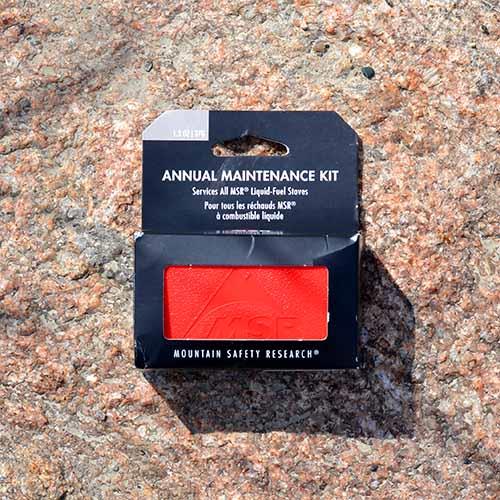 1.3 OZ | 37G
ANNUAL MAINTENANCE KIT
Services All MSR® Liquid-Fuel Stoves
Pour tous les réchauds MSR®
à combustible liquide
MSR
MOUNTAIN SAFETY RESEARCH®